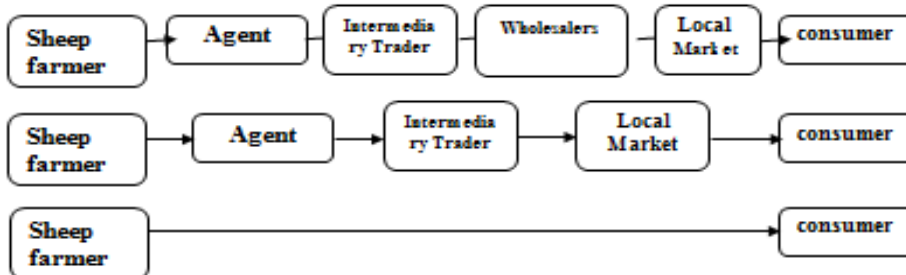 Sheep
farmer
Agent
Intermedia
ry Trader
Wholesalers
Local
Market
consumer
Sheep
farmer
Agent
Intermedia
ry Trader
Local
Market
consumer
Sheep
farmer
consumer